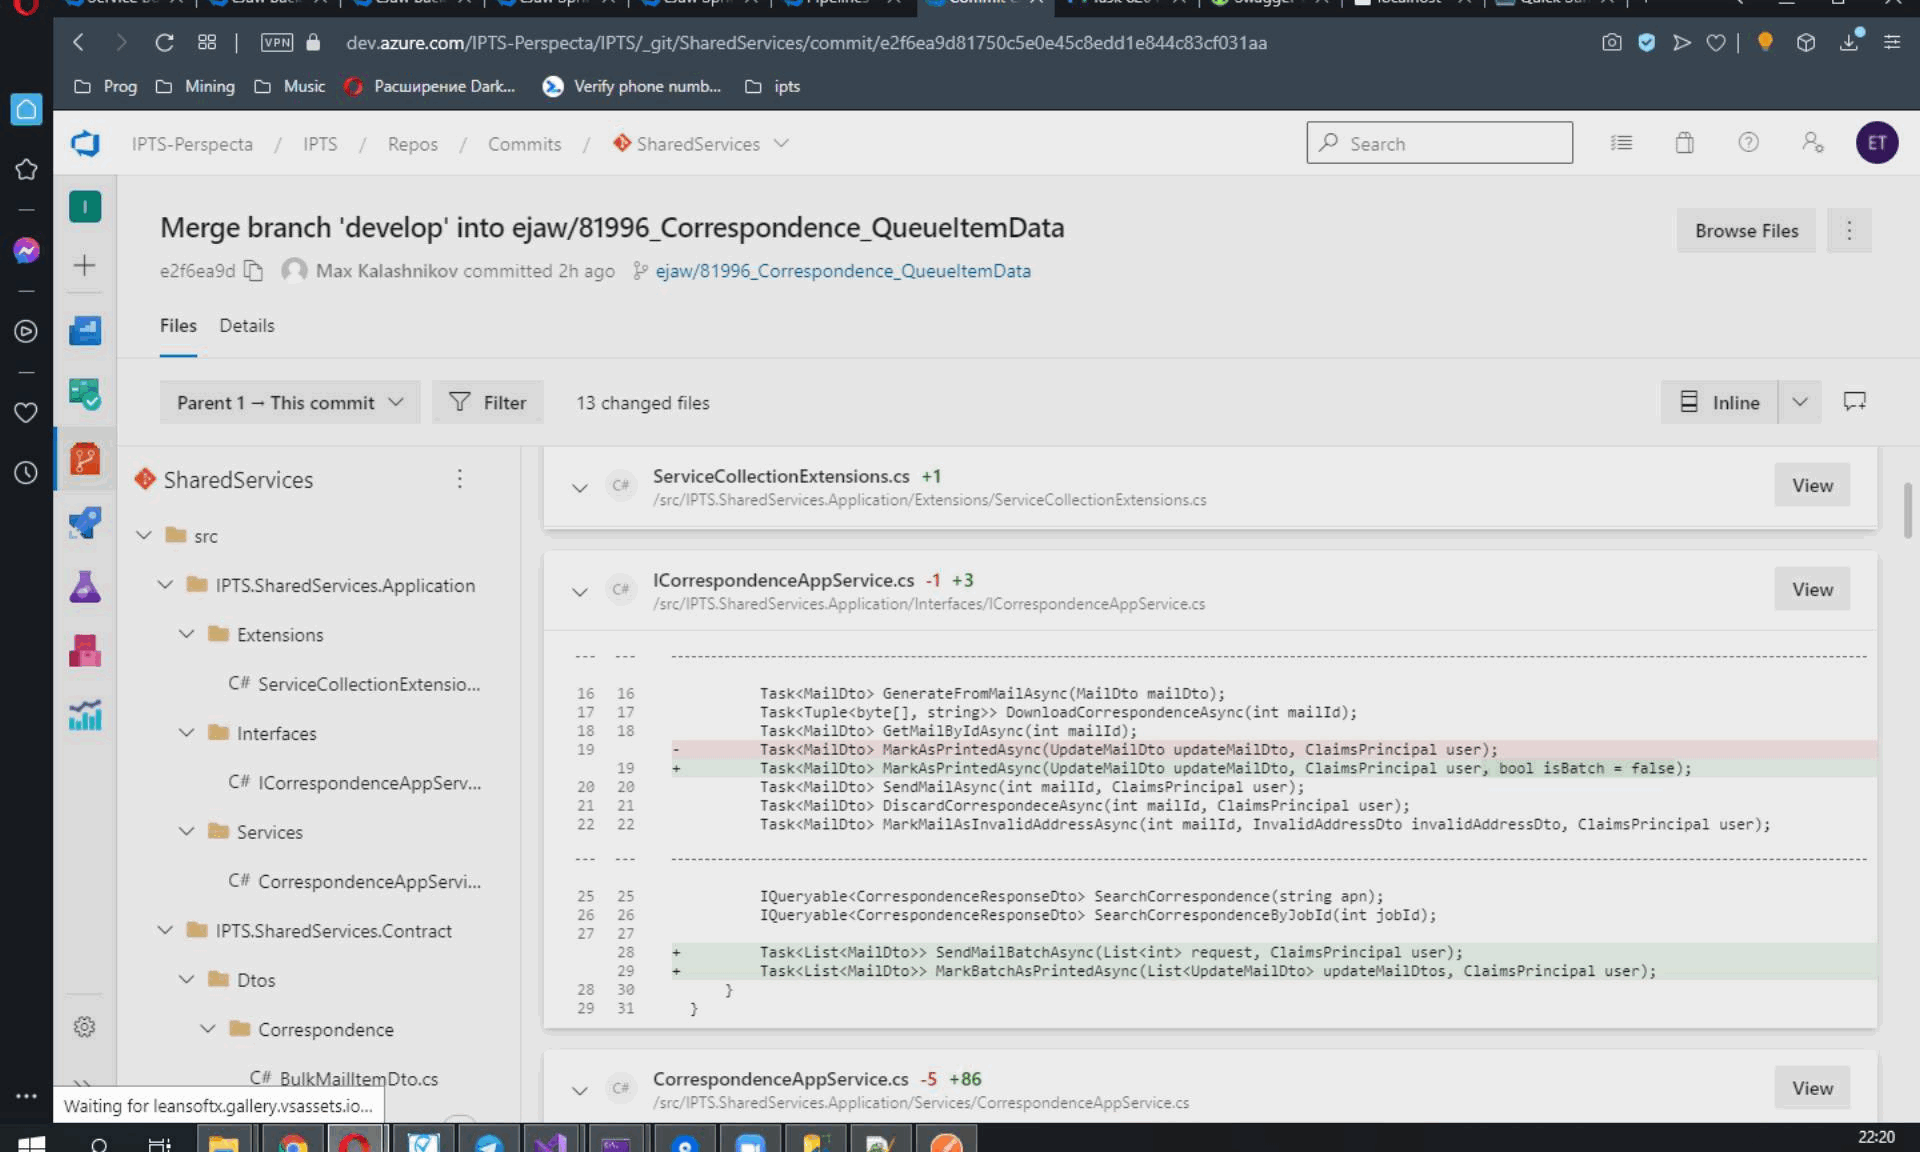 VPN
dev.azure.com/IPTS-Perspecta/IPTS/_git/SharedServices/commit/e2f6ea9d81750c5e0e45c8edd1e844c83cf031aa
Prog
Mining
Music
Расширение Dark...
Verify phone numb...
ipts
IPTS-Perspecta / IPTS / Repos / Commits / SharedServices
Search
ET
I
Merge branch 'develop' into ejaw/81996_Correspondence_QueueItemData
Browse Files
e2f6ea9d Max Kalashnikov committed 2h ago ejaw/81996_Correspondence_QueueItemData
Files Details
Parent 1 → This commit
Filter
13 changed files
Inline
SharedServices
src
IPTS.SharedServices.Application
Extensions
C# ServiceCollectionExtensio...
Interfaces
C# ICorrespondenceAppServ...
Services
C# CorrespondenceAppServi...
IPTS.SharedServices.Contract
Dtos
Correspondence
C# BulkMailItemDto.cs
C# ServiceCollectionExtensions.cs +1
/src/IPTS.SharedServices.Application/Extensions/ServiceCollectionExtensions.cs
View
C# ICorrespondenceAppService.cs -1 +3
/src/IPTS.SharedServices.Application/Interfaces/ICorrespondenceAppService.cs
View
16 16 Task<MailDto> GenerateFromMailAsync(MailDto mailDto);
17 17 Task<Tuple<byte[], string>> DownloadCorrespondenceAsync(int mailId);
18 18 Task<MailDto> GetMailByIdAsync(int mailId);
19 - Task<MailDto> MarkAsPrintedAsync(UpdateMailDto updateMailDto, ClaimsPrincipal user);
19 + Task<MailDto> MarkAsPrintedAsync(UpdateMailDto updateMailDto, ClaimsPrincipal user, bool isBatch = false);
20 20 Task<MailDto> SendMailAsync(int mailId, ClaimsPrincipal user);
21 21 Task<MailDto> DiscardCorrespondeceAsync(int mailId, ClaimsPrincipal user);
22 22 Task<MailDto> MarkMailAsInvalidAddressAsync(int mailId, InvalidAddressDto invalidAddressDto, ClaimsPrincipal user);
25 25 IQueryable<CorrespondenceResponseDto> SearchCorrespondence(string apn);
26 26 IQueryable<CorrespondenceResponseDto> SearchCorrespondenceByJobId(int jobId);
27 27
28 + Task<List<MailDto>> SendMailBatchAsync(List<int> request, ClaimsPrincipal user);
29 + Task<List<MailDto>> MarkBatchAsPrintedAsync(List<UpdateMailDto> updateMailDtos, ClaimsPrincipal user);
28 30 }
29 31 }
C# CorrespondenceAppService.cs -5 +86
/src/IPTS.SharedServices.Application/Services/CorrespondenceAppService.cs
View
Waiting for leansoftx.gallery.vsassets.io...
22:20